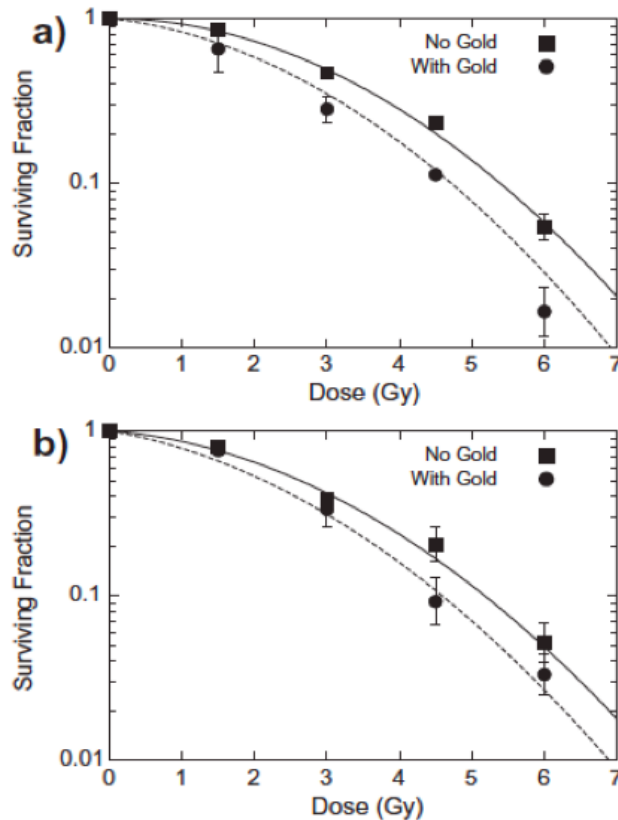 a)
No Gold
With Gold
Surviving Fraction
1
0.1
0.01
0 1 2 3 4 5 6 7
Dose (Gy)
b)
No Gold
With Gold
Surviving Fraction
1
0.1
0.01
0 1 2 3 4 5 6 7
Dose (Gy)